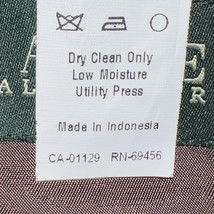 Dry Clean Only
Low Moisture
Utility Press
Made In Indonesia
CA-01129 RN-69456